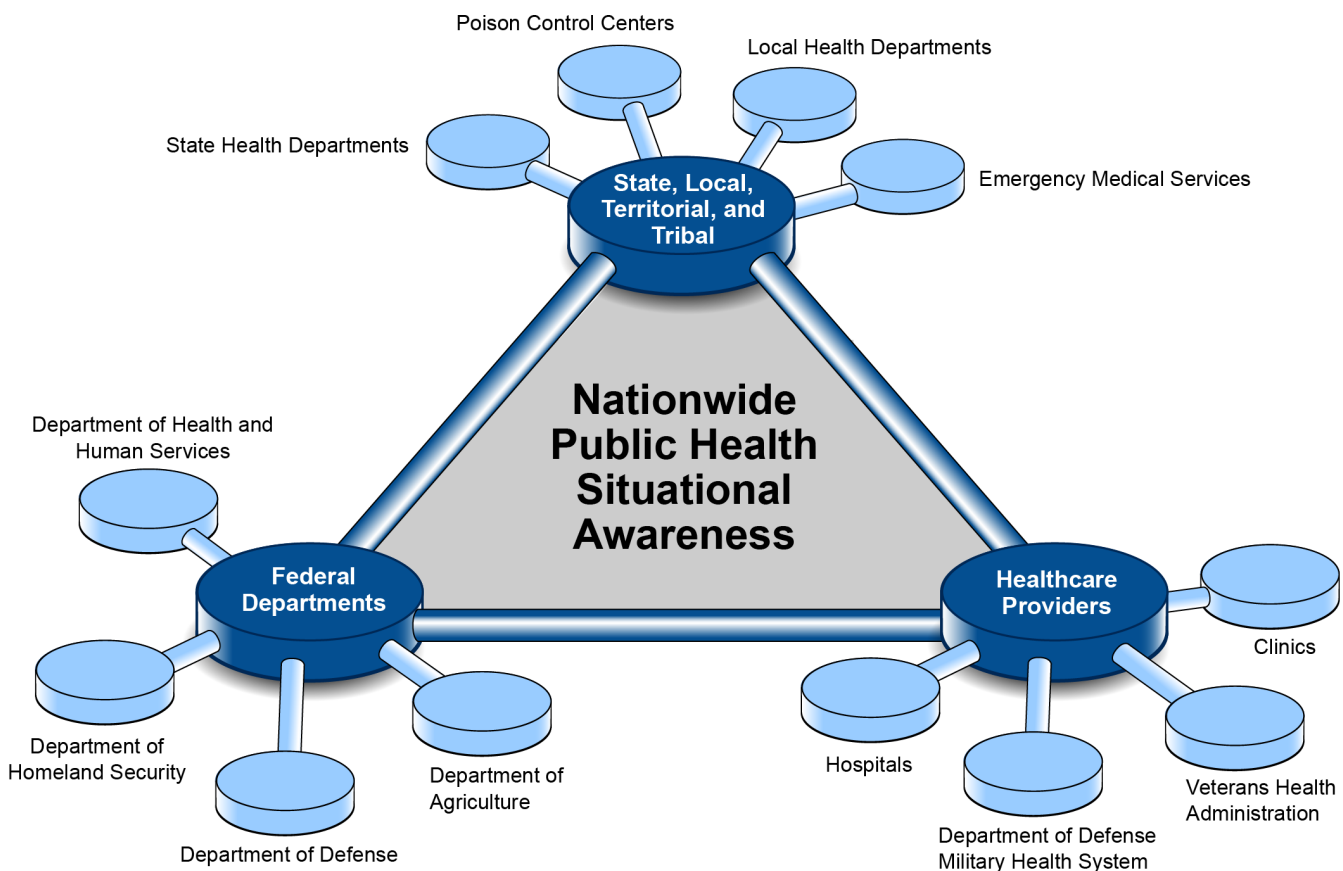 Poison Control Centers
Local Health Departments
State Health Departments
Emergency Medical Services
State, Local,
Territorial, and
Tribal
Nationwide
Public Health
Situational
Awareness
Department of Health and
Human Services
Federal
Departments
Healthcare
Providers
Clinics
Department of
Homeland Security
Department of Defense
Department of
Agriculture
Hospitals
Department of Defense
Military Health System
Veterans Health
Administration